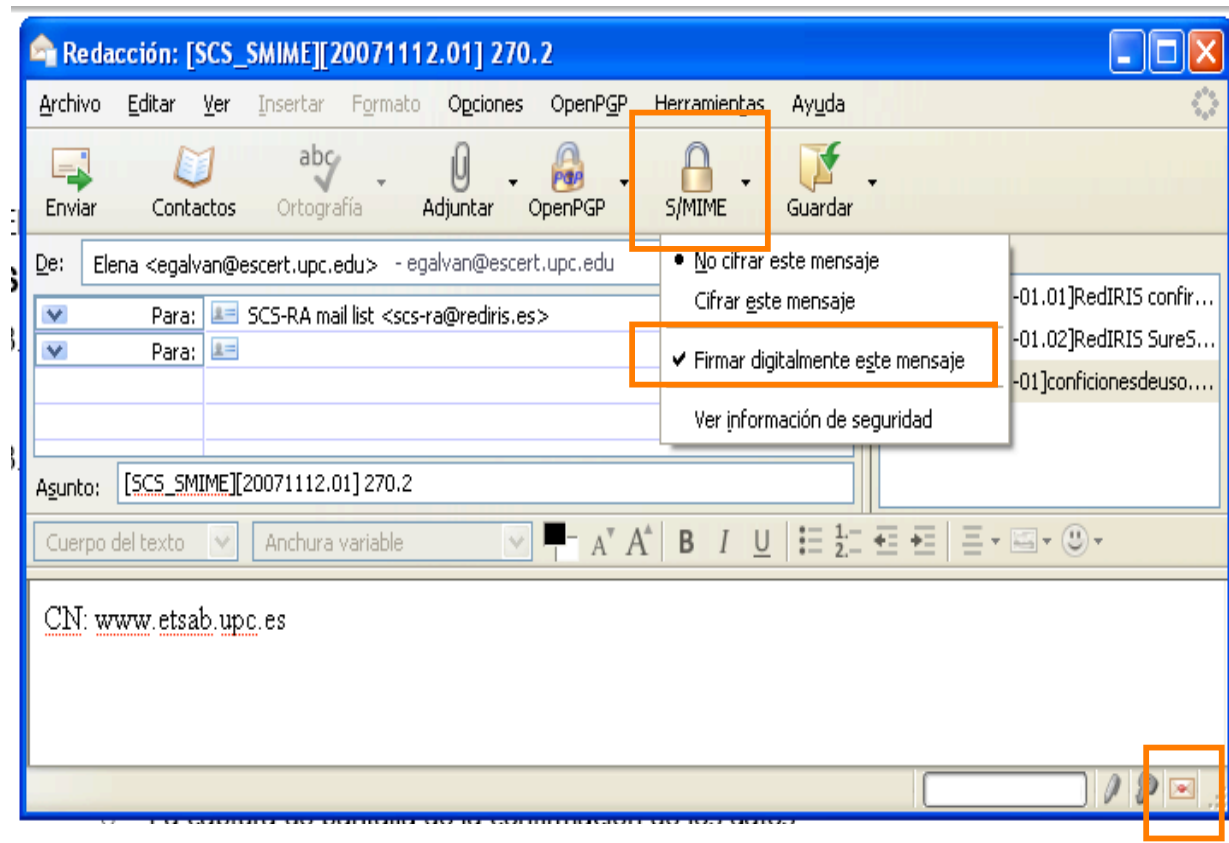 Redacción: [SCS_SMIME][20071112.01] 270.2
Archivo Editar Ver Insertar Formato Opciones OpenPGP Herramientas Ayuda
abc PGP
Enviar Contactos Ortografía Adjuntar OpenPGP S/MIME Guardar
De: Elena <egalvan@escert.upc.edu> - egalvan@escert.upc.edu
No cifrar este mensaje
Para: SCS-RA mail list <scs-ra@rediris.es>
Cifrar este mensaje
-01.01]RedIRIS confir...
Para:
-01.02]RedIRIS SureS...
Firmar digitalmente este mensaje
-01]conficionesdeuso....
Ver información de seguridad
Asunto: [SCS_SMIME][20071112.01] 270.2
Cuerpo del texto Anchura variable A A B I U
CN: www.etsab.upc.es